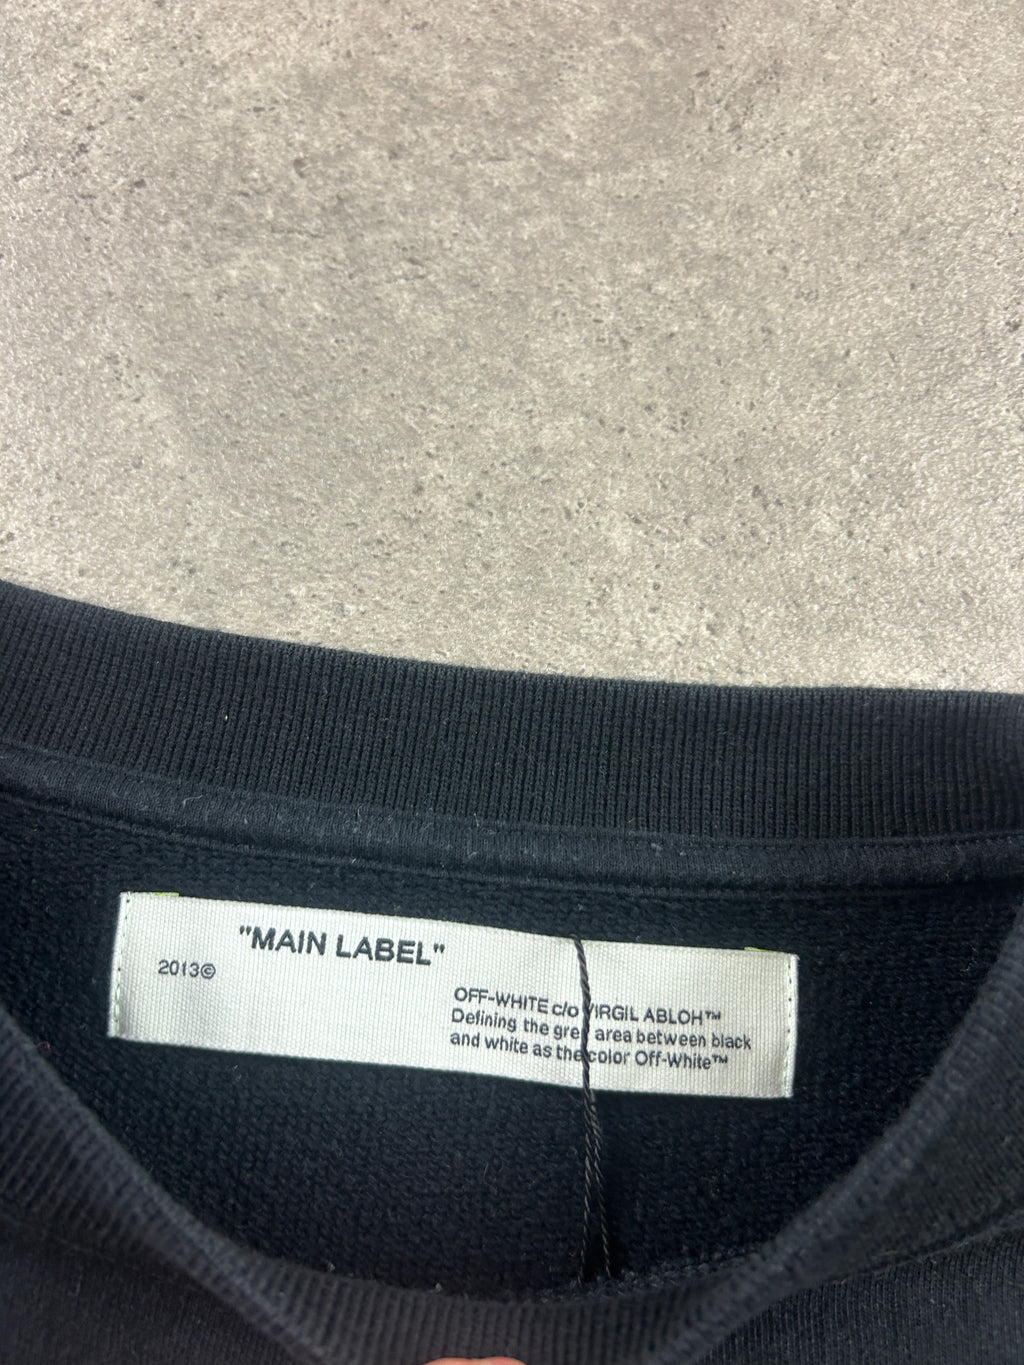 "MAIN LABEL"
2013©
OFF-WHITE c/o VIRGIL ABLOH™
Defining the grey area between black
and white as the color Off-White™